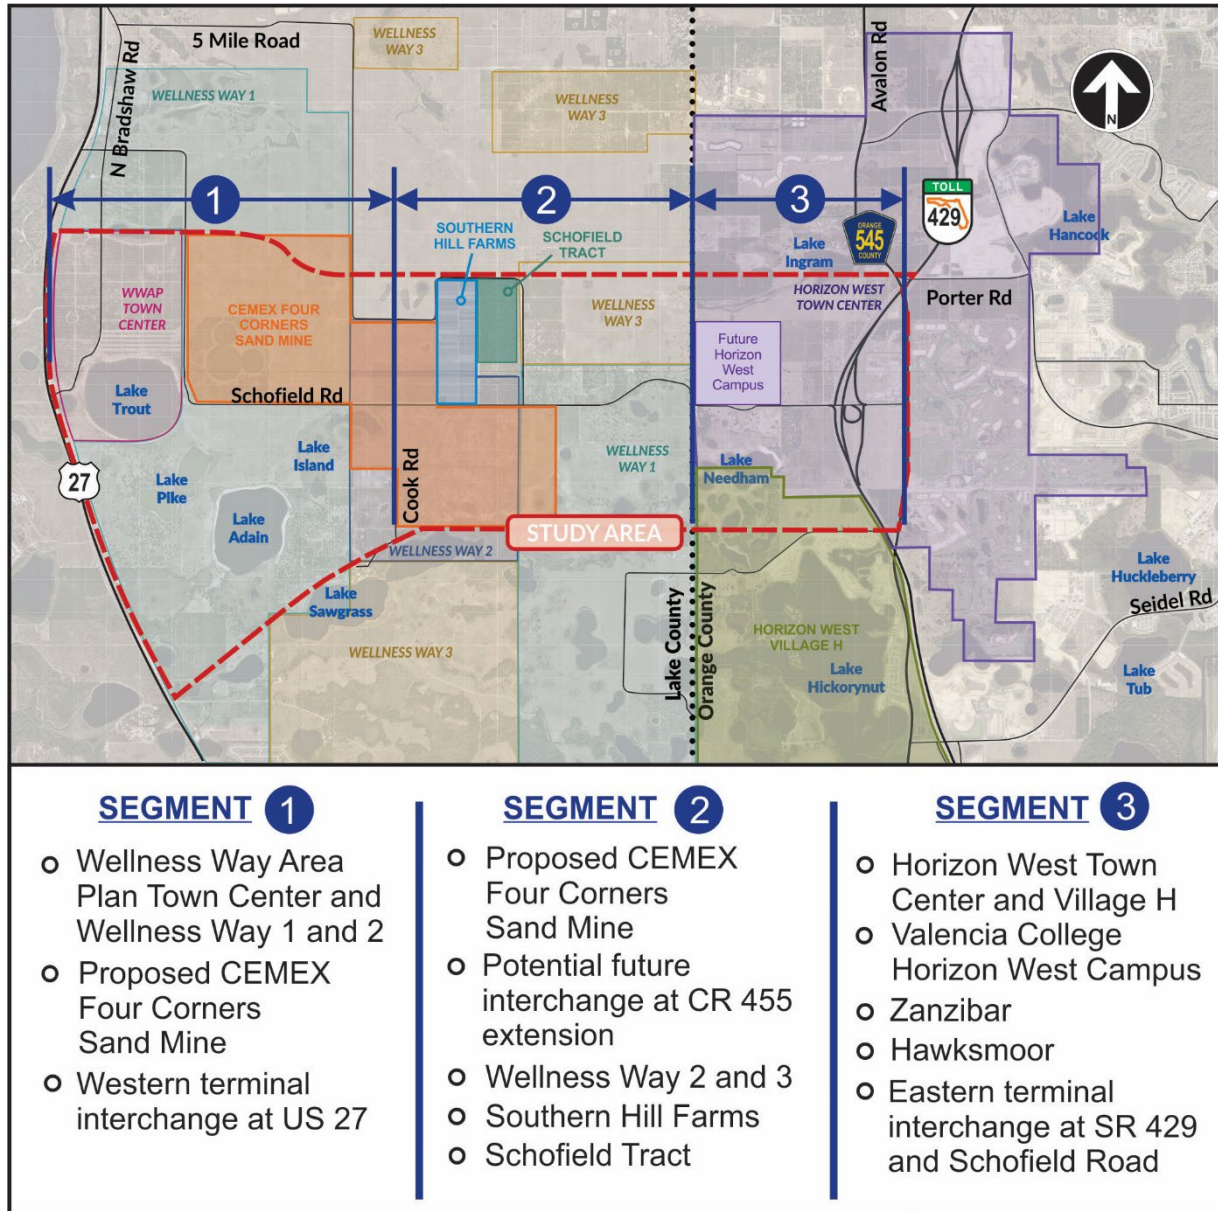 5 Mile Road
N Bradshaw Rd
WELLNESS
WAY 3
WELLNESS WAY 1
WELLNESS
WAY 3
Avalon Rd
N
1
2
3
TOLL
429
ORANGE
545
COUNTY
Lake
Hancock
Lake
Ingram
SOUTHERN
HILL FARMS
SCHOFIELD
TRACT
HORIZON WEST
TOWN CENTER
Porter Rd
WWAP
TOWN
CENTER
CEMEX FOUR
CORNERS
SAND MINE
WELLNESS
WAY 3
Future
Horizon
West
Campus
Lake
Trout
Schofield Rd
Lake
Island
WELLNESS
WAY 1
Lake
Needham
27
Lake
Pike
Cook Rd
Lake
Adain
STUDY AREA
WELLNESS WAY 2
Lake
Sawgrass
Lake
Huckleberry
Seidel Rd
WELLNESS WAY 3
Lake County
Orange County
HORIZON WEST
VILLAGE H
Lake
Hickorynut
Lake
Tub
SEGMENT 1
Wellness Way Area
Plan Town Center and
Wellness Way 1 and 2
Proposed CEMEX
Four Corners
Sand Mine
Western terminal
interchange at US 27
SEGMENT 2
Proposed CEMEX
Four Corners
Sand Mine
Potential future
interchange at CR 455
extension
Wellness Way 2 and 3
Southern Hill Farms
Schofield Tract
SEGMENT 3
Horizon West Town
Center and Village H
Valencia College
Horizon West Campus
Zanzibar
Hawksmoor
Eastern terminal
interchange at SR 429
and Schofield Road